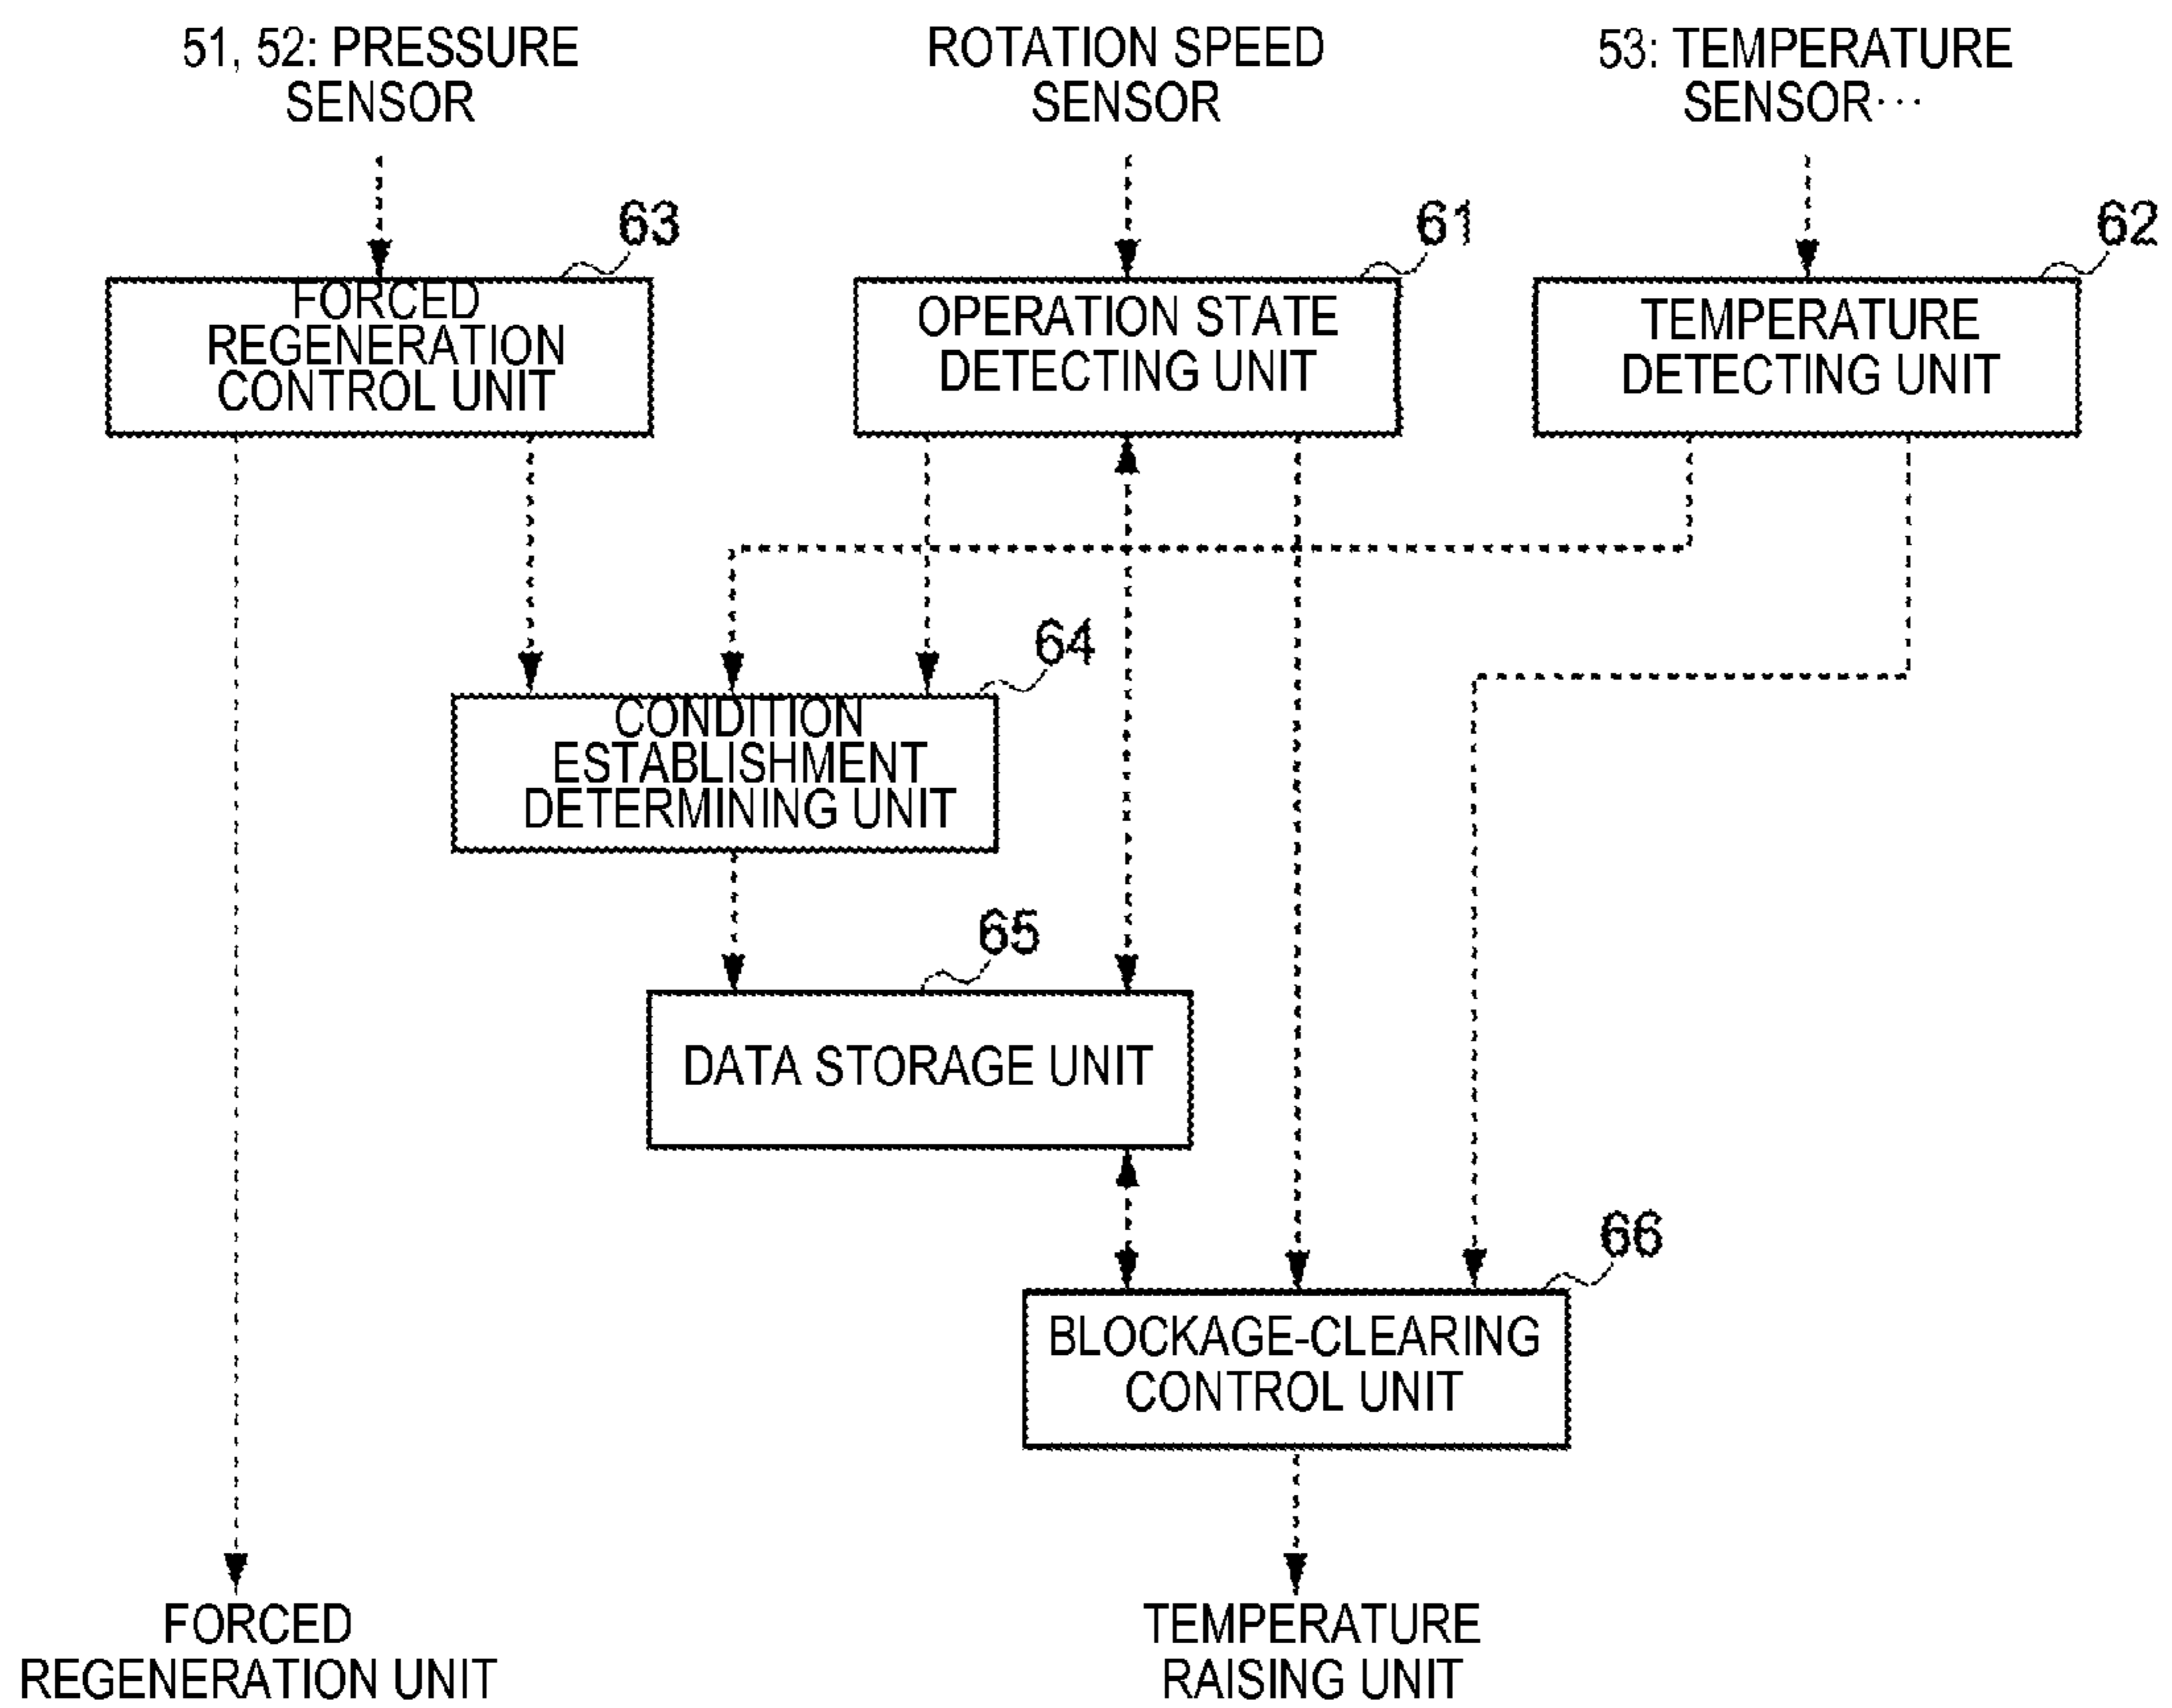 51, 52: PRESSURE
SENSOR
ROTATION SPEED
SENSOR
53: TEMPERATURE
SENSOR···
63
61
62
FORCED
REGENERATION
CONTROL UNIT
OPERATION STATE
DETECTING UNIT
TEMPERATURE
DETECTING UNIT
64
CONDITION
ESTABLISHMENT
DETERMINING UNIT
65
DATA STORAGE UNIT
66
BLOCKAGE-CLEARING
CONTROL UNIT
FORCED
REGENERATION UNIT
TEMPERATURE
RAISING UNIT